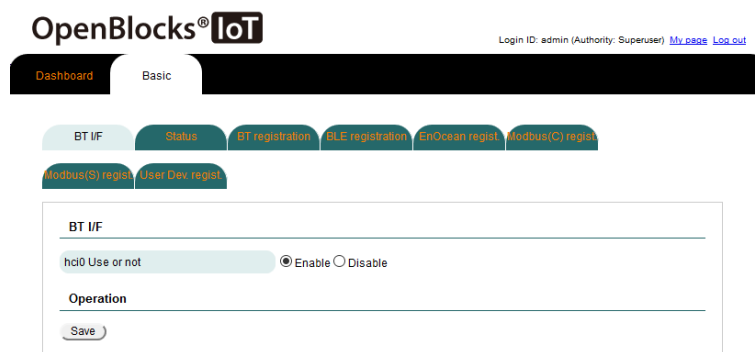 OpenBlocks® IoT
Login ID: admin (Authority: Superuser) My page Log out
Dashboard Basic
BT I/F Status BT registration BLE registration EnOcean regist. Modbus(C) regist.
Modbus(S) regist. User Dev. regist.
BT I/F
hci0 Use or not Enable Disable
Operation
Save